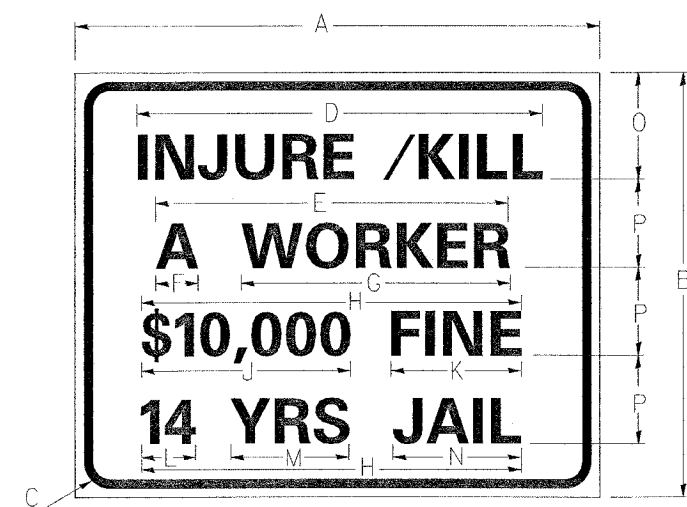 A
D
O
INJURE /KILL
E
P
A WORKER
F G
B
H
P
$10,000 FINE
J K
P
14 YRS JAIL
L M N
H
C